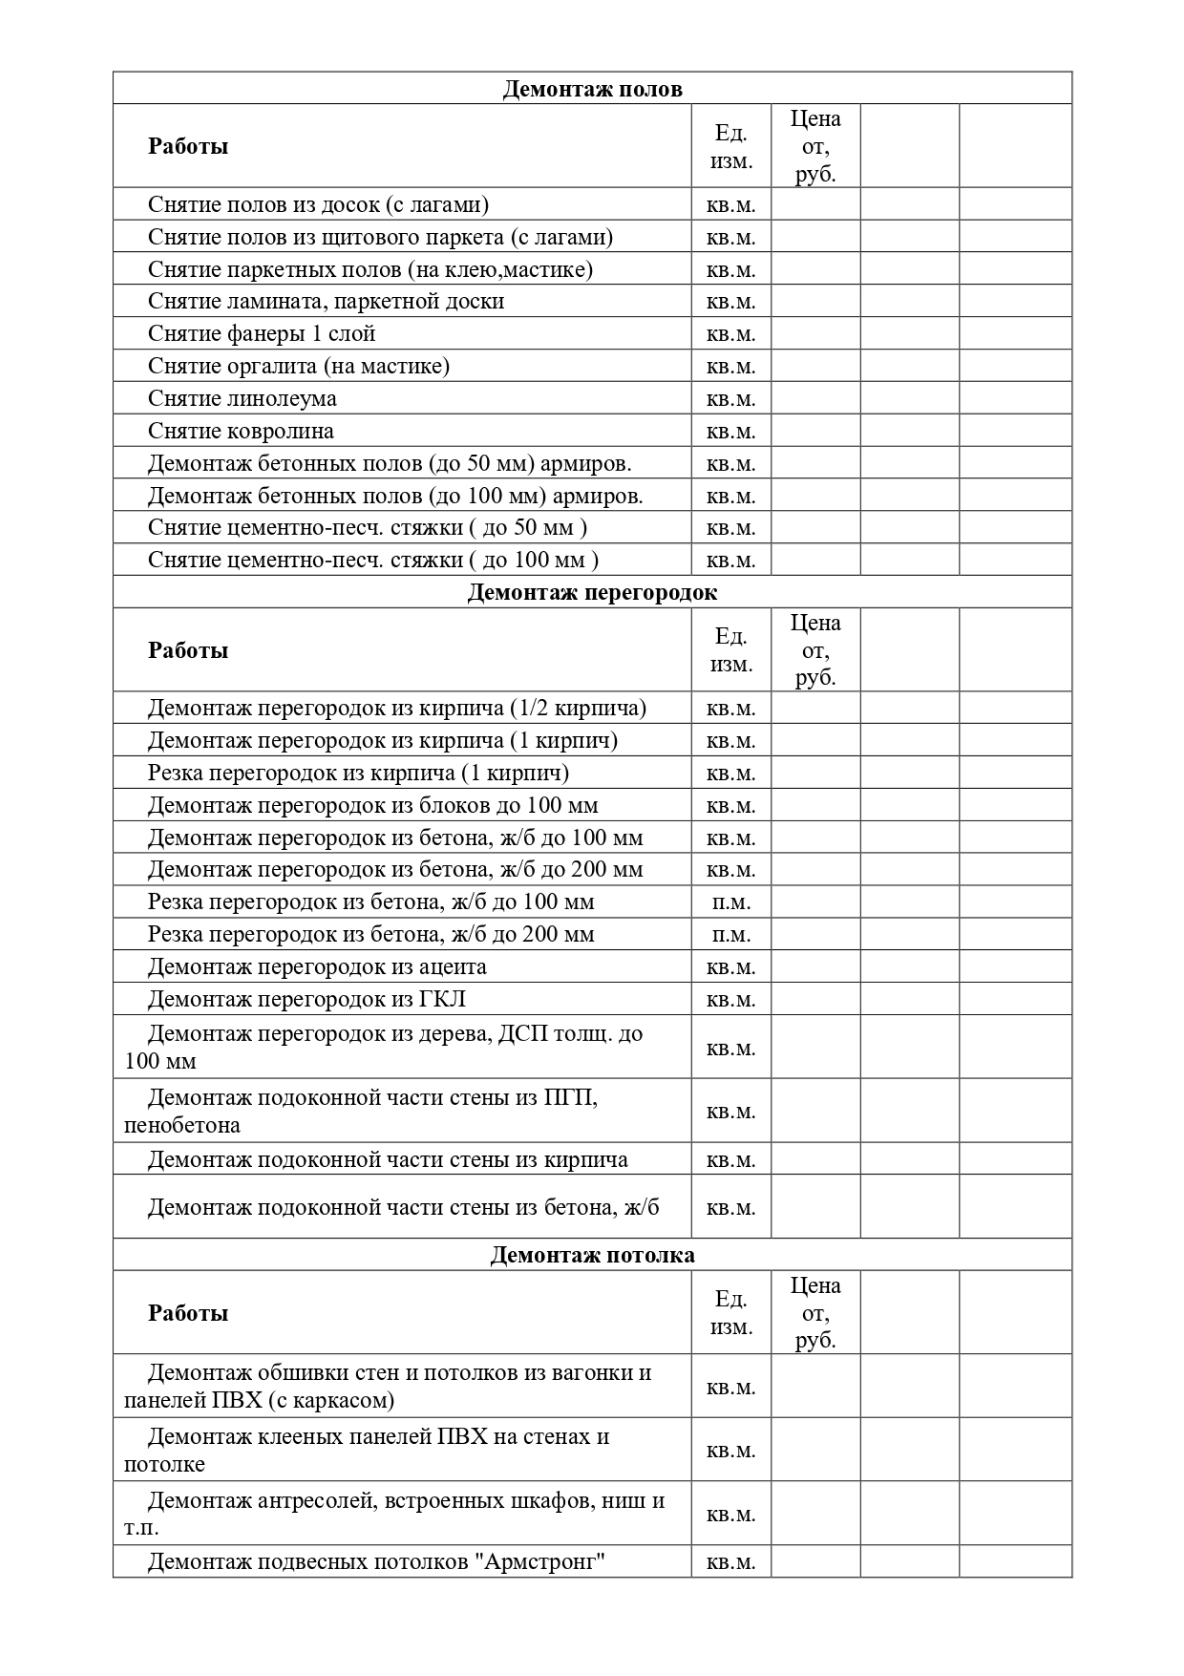 Демонтаж полов
Работы
Ед.
изм.
Цена
от,
руб.
Снятие полов из досок (с лагами) кв.м.
Снятие полов из щитового паркета (с лагами) кв.м.
Снятие паркетных полов (на клею,мастике) кв.м.
Снятие ламината, паркетной доски кв.м.
Снятие фанеры 1 слой кв.м.
Снятие оргалита (на мастике) кв.м.
Снятие линолеума кв.м.
Снятие ковролина кв.м.
Демонтаж бетонных полов (до 50 мм) армиров. кв.м.
Демонтаж бетонных полов (до 100 мм) армиров. кв.м.
Снятие цементно-песч. стяжки ( до 50 мм ) кв.м.
Снятие цементно-песч. стяжки ( до 100 мм ) кв.м.
Демонтаж перегородок
Работы
Ед.
изм.
Цена
от,
руб.
Демонтаж перегородок из кирпича (1/2 кирпича) кв.м.
Демонтаж перегородок из кирпича (1 кирпич) кв.м.
Резка перегородок из кирпича (1 кирпич) кв.м.
Демонтаж перегородок из блоков до 100 мм кв.м.
Демонтаж перегородок из бетона, ж/б до 100 мм кв.м.
Демонтаж перегородок из бетона, ж/б до 200 мм кв.м.
Резка перегородок из бетона, ж/б до 100 мм п.м.
Резка перегородок из бетона, ж/б до 200 мм п.м.
Демонтаж перегородок из ацеита кв.м.
Демонтаж перегородок из ГКЛ кв.м.
Демонтаж перегородок из дерева, ДСП толщ. до
100 мм
кв.м.
Демонтаж подоконной части стены из ПГП,
пенобетона
кв.м.
Демонтаж подоконной части стены из кирпича кв.м.
Демонтаж подоконной части стены из бетона, ж/б кв.м.
Демонтаж потолка
Работы
Ед.
изм.
Цена
от,
руб.
Демонтаж обшивки стен и потолков из вагонки и
панелей ПВХ (с каркасом)
кв.м.
Демонтаж клееных панелей ПВХ на стенах и
потолке
кв.м.
Демонтаж антресолей, встроенных шкафов, ниш и
т.п.
кв.м.
Демонтаж подвесных потолков "Армстронг" кв.м.